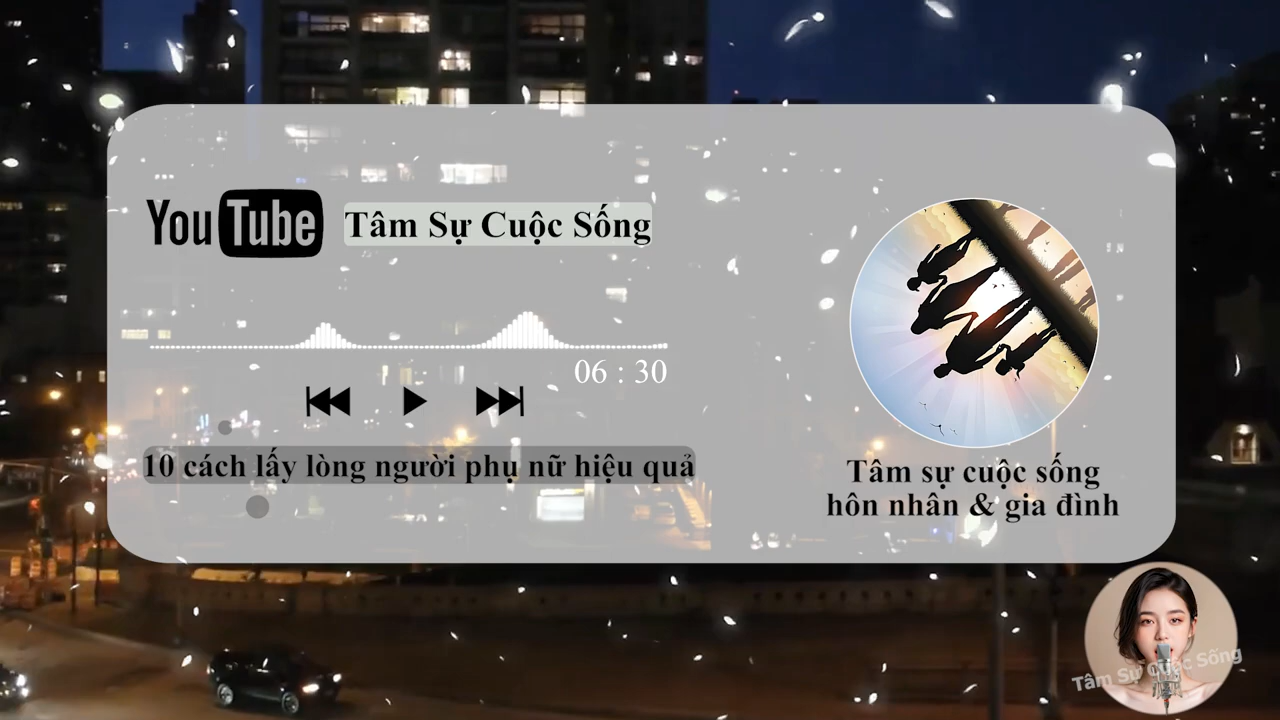 YouTube
Tâm Sự Cuộc Sống
06 : 30
10 cách lấy lòng người phụ nữ hiệu quả
Tâm sự cuộc sống
hôn nhân & gia đình
Tâm Sự Cuộc Sống